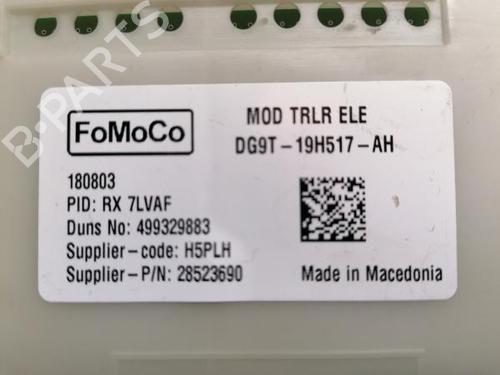 B-PARTS
FoMoCo
MOD TRLR ELE
DG9T-19H517-AH
180803
PID: RX 7LVAF
Duns No: 499329883
Supplier-code: H5PLH
Supplier-P/N: 28523690
Made in Macedonia